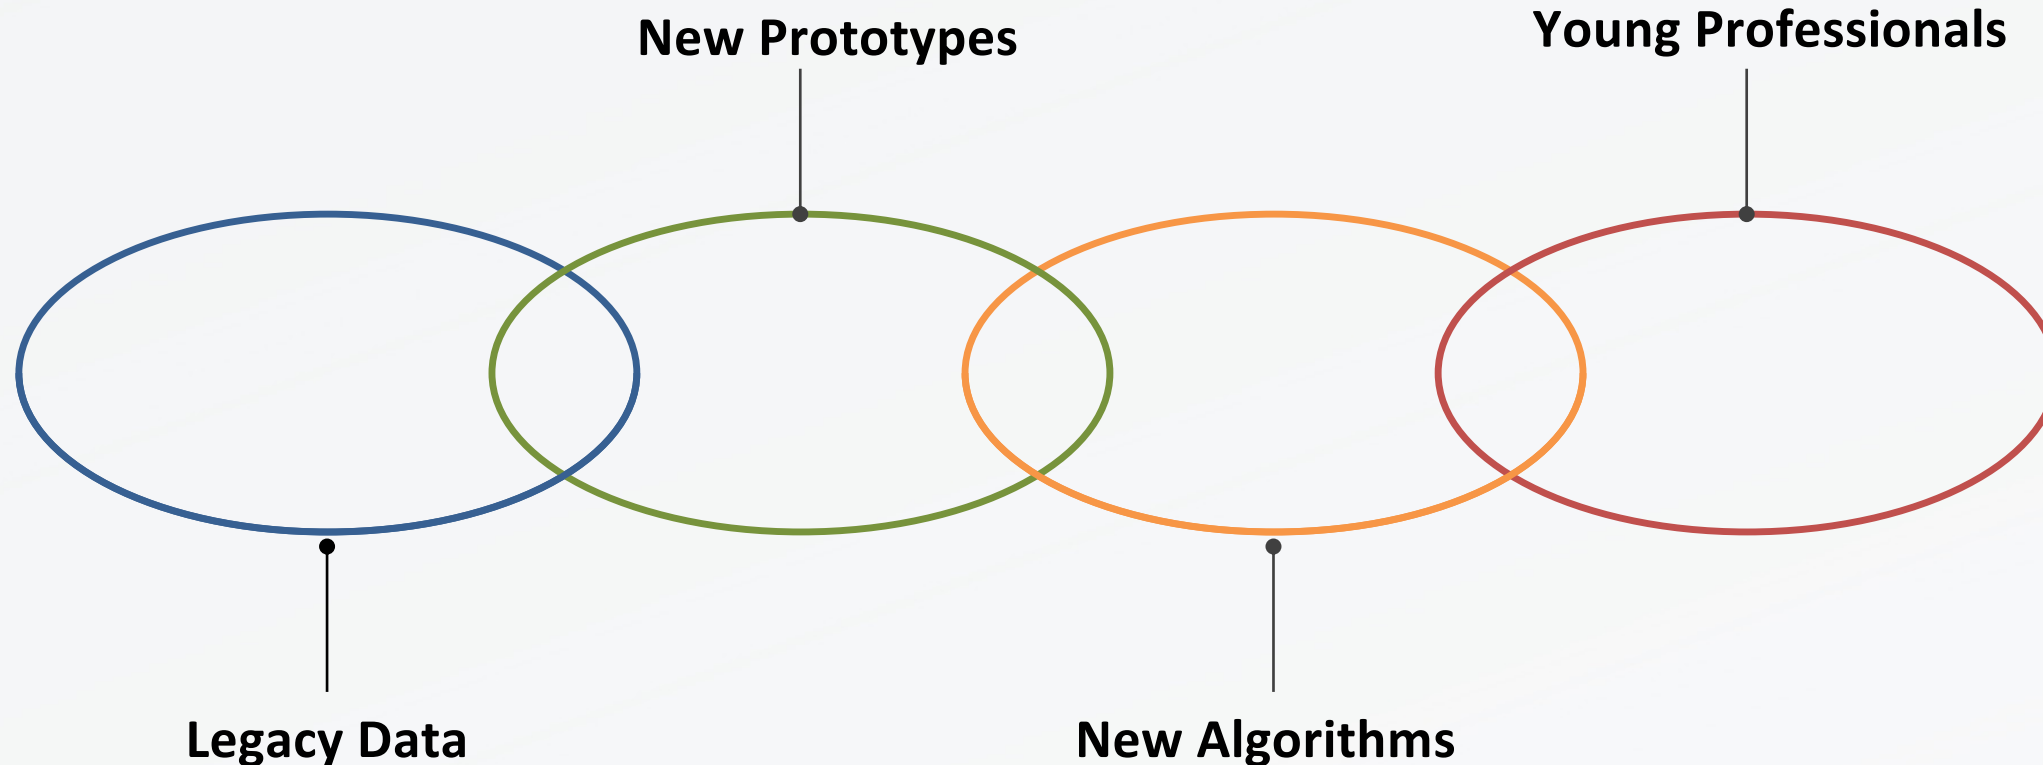 New Prototypes
Young Professionals
Legacy Data
New Algorithms